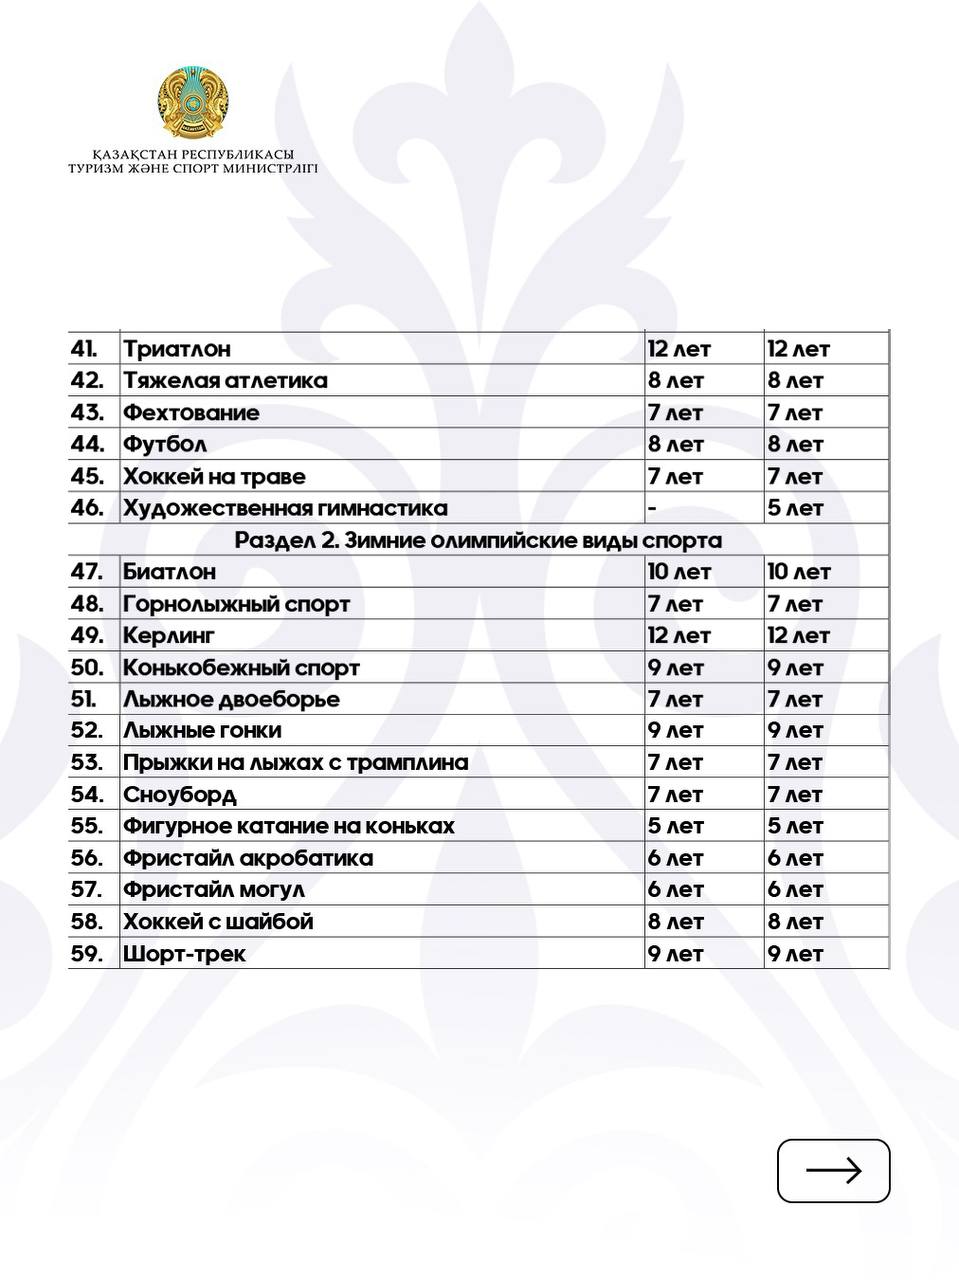 ҚАЗАҚСТАН РЕСПУБЛИКАСЫ
ТУРИЗМ ЖӘНЕ СПОРТ МИНИСТРЛІГІ
41. Триатлон 12 лет 12 лет
42. Тяжелая атлетика 8 лет 8 лет
43. Фехтование 7 лет 7 лет
44. Футбол 8 лет 8 лет
45. Хоккей на траве 7 лет 7 лет
46. Художественная гимнастика - 5 лет
Раздел 2. Зимние олимпийские виды спорта
47. Биатлон 10 лет 10 лет
48. Горнолыжный спорт 7 лет 7 лет
49. Керлинг 12 лет 12 лет
50. Конькобежный спорт 9 лет 9 лет
51. Лыжное двоеборье 7 лет 7 лет
52. Лыжные гонки 9 лет 9 лет
53. Прыжки на лыжах с трамплина 7 лет 7 лет
54. Сноуборд 7 лет 7 лет
55. Фигурное катание на коньках 5 лет 5 лет
56. Фристайл акробатика 6 лет 6 лет
57. Фристайл могул 6 лет 6 лет
58. Хоккей с шайбой 8 лет 8 лет
59. Шорт-трек 9 лет 9 лет